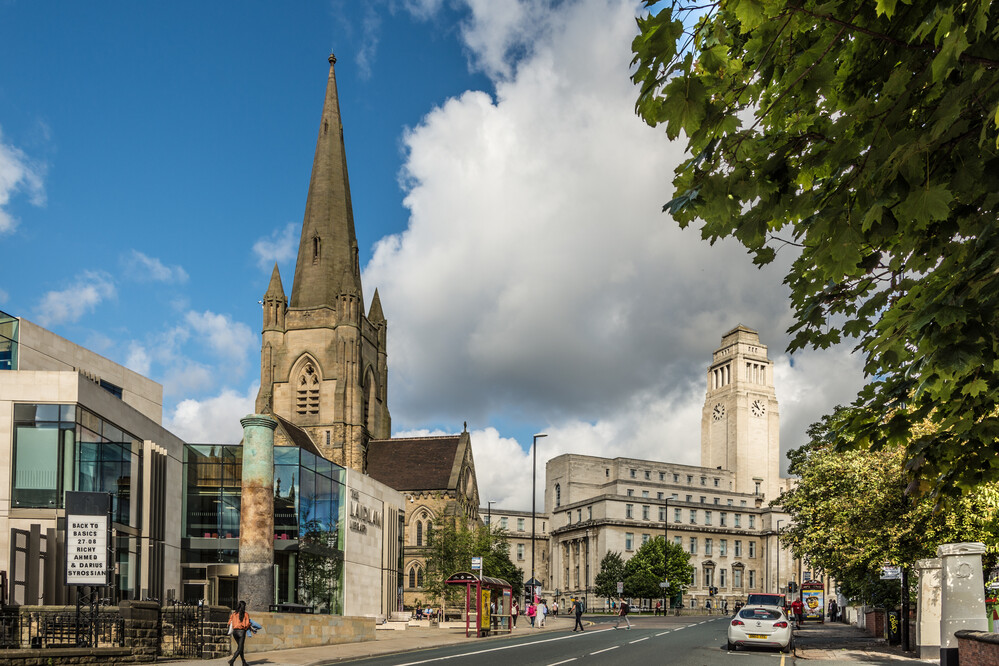 BACK TO
BASICS
27·08
RICHY
AHMED &
DARIUS
SYROSSIAN
THE
LAIDLAW
LIBRARY